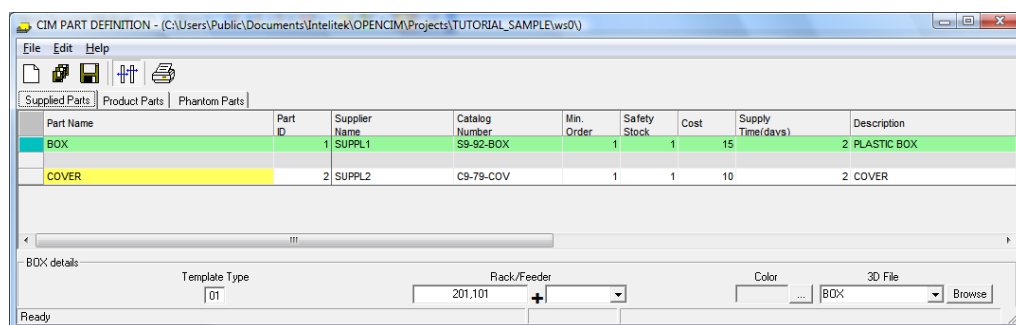 CIM PART DEFINITION - (C:\Users\Public\Documents\Intelitek\OPENCIM\Projects\TUTORIAL_SAMPLE\ws0\)
File Edit Help
Supplied Parts Product Parts Phantom Parts
Part Name Part ID Supplier Name Catalog Number Min. Order Safety Stock Cost Supply Time(days) Description
BOX 1 SUPPL1 S9-92-BOX 1 1 15 2 PLASTIC BOX
COVER 2 SUPPL2 C9-79-COV 1 1 10 2 COVER
BOX details
Template Type Rack/Feeder Color 3D File
01 201,101 + ... BOX Browse
Ready